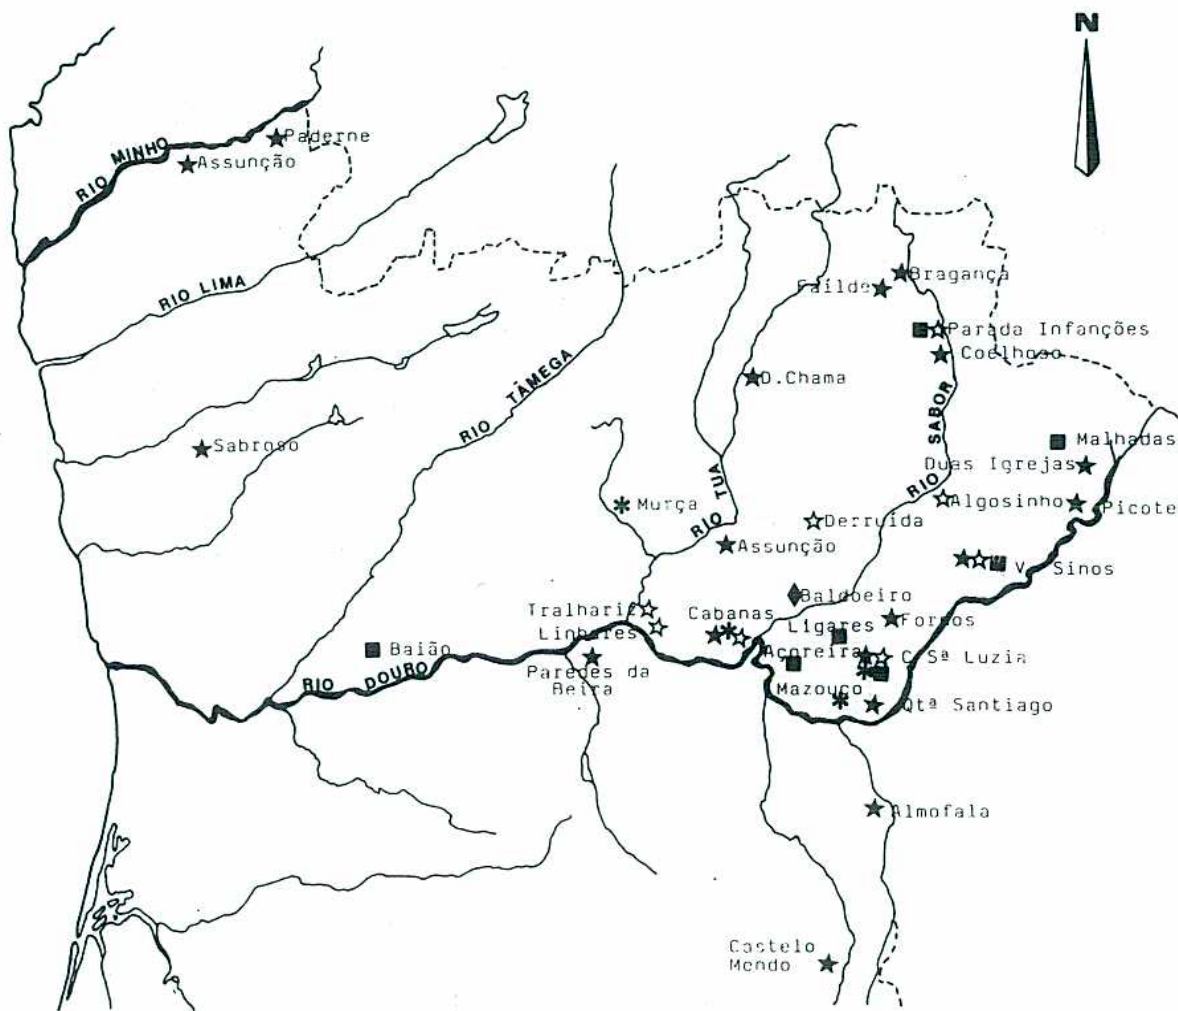 N
Paderne
RIO MINHO
Assunção
RIO LIMA
Bragança
Failde
Parada Infanções
Coelhoso
RIO TÂMEGA
D.Chama
RIO SABOR
Sabroso
Malhadas
Duas Igrejas
RIO TUA
Murça
Algosinho
Picote
Derruida
Assunção
V. Sinos
Baldoeiro
Tralhariz
Cabanas
Fornos
Linhares
Ligares
Baião
Açoreira
C. Sª Luzia
RIO DOURO
Paredes da
Beira
Mazouco
Qtª Santiago
Almofala
Castelo
Mendo